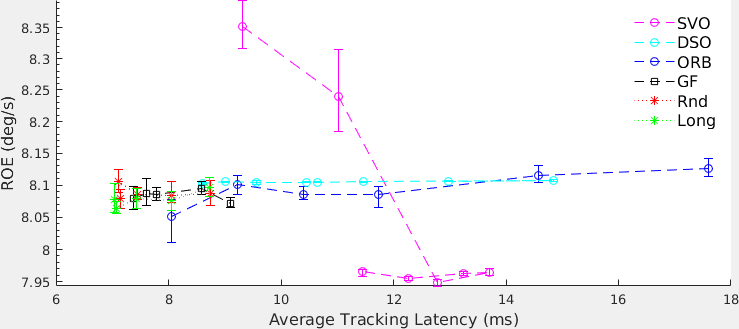 8.35
8.3
8.25
8.2
8.15
8.1
8.05
8
7.95
ROE (deg/s)
6
8
10
12
14
16
18
Average Tracking Latency (ms)
SVO
DSO
ORB
GF
Rnd
Long